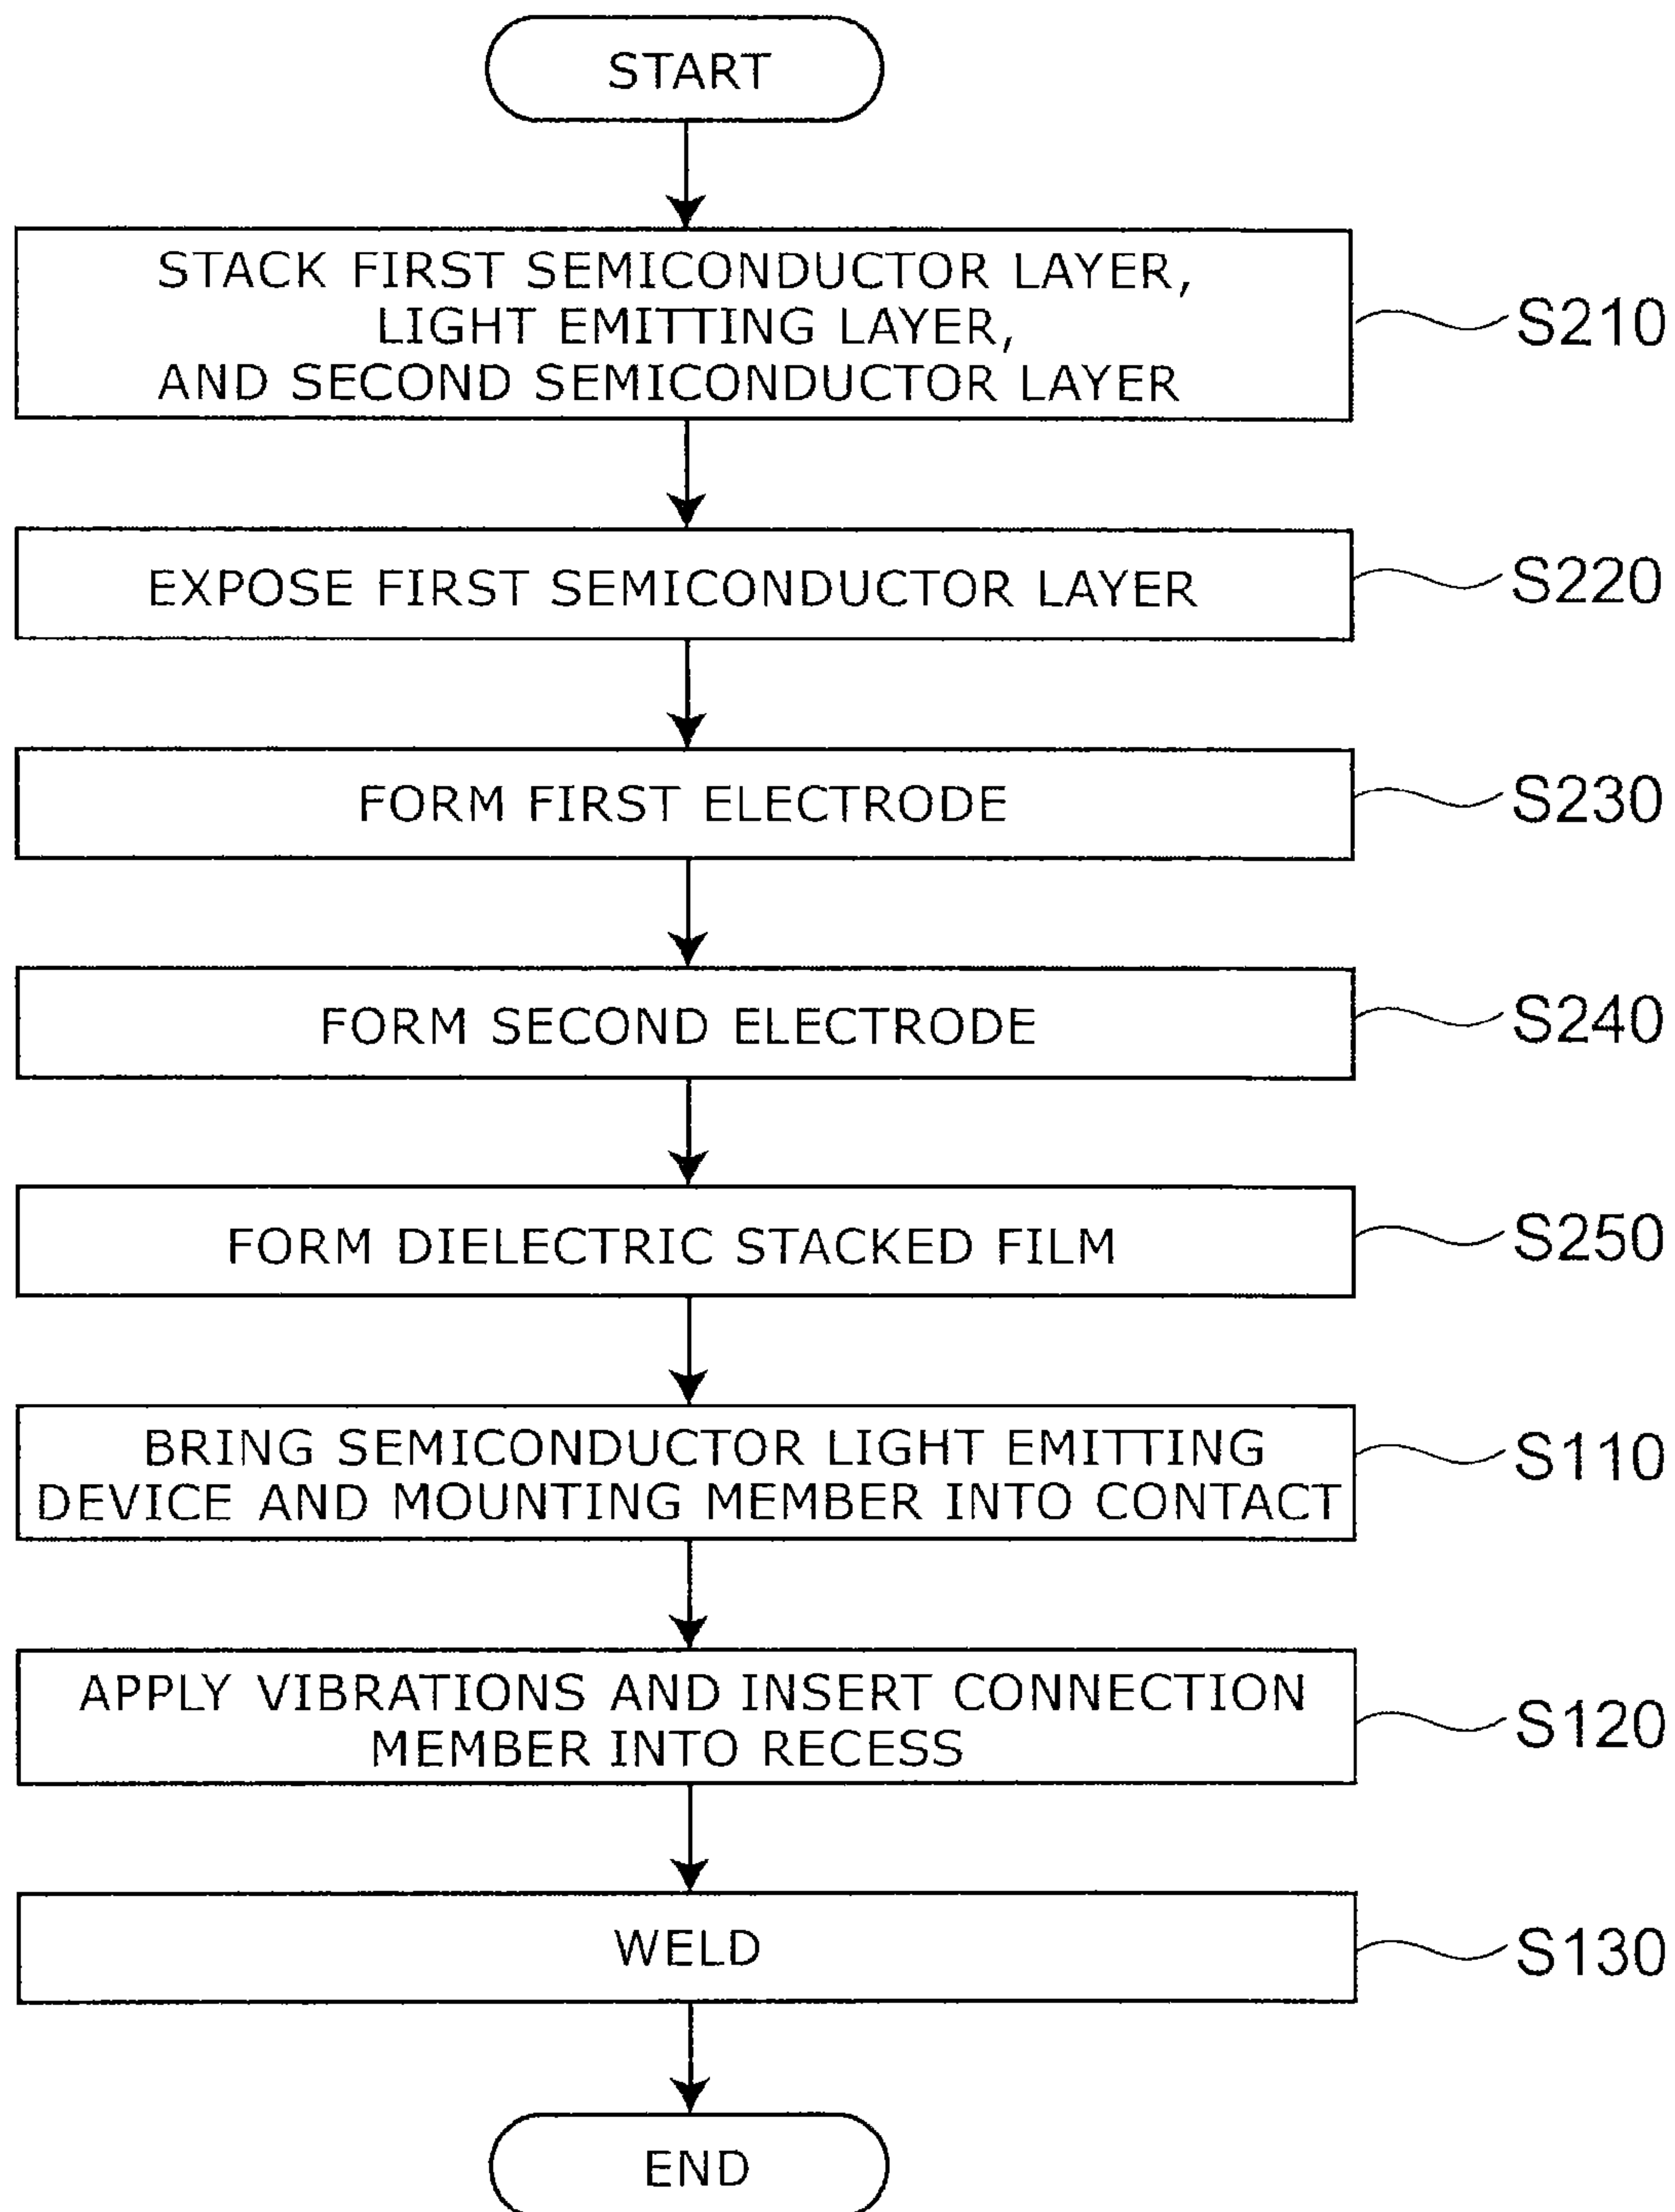 START
STACK FIRST SEMICONDUCTOR LAYER,
LIGHT EMITTING LAYER,
AND SECOND SEMICONDUCTOR LAYER
S210
EXPOSE FIRST SEMICONDUCTOR LAYER
S220
FORM FIRST ELECTRODE
S230
FORM SECOND ELECTRODE
S240
FORM DIELECTRIC STACKED FILM
S250
BRING SEMICONDUCTOR LIGHT EMITTING
DEVICE AND MOUNTING MEMBER INTO CONTACT
S110
APPLY VIBRATIONS AND INSERT CONNECTION
MEMBER INTO RECESS
S120
WELD
S130
END